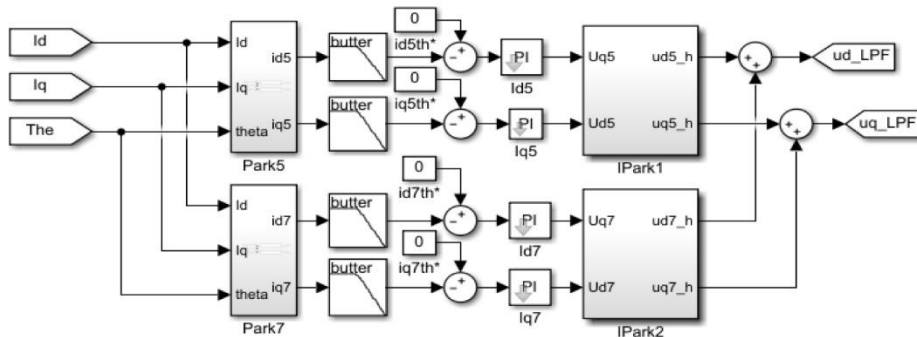 Id
Iq
The
Id
Iq
theta
id5
iq5
Park5
butter
butter
0
id5th*
0
iq5th*
− +
− +
PI
Id5
PI
Iq5
Uq5
Ud5
ud5_h
uq5_h
IPark1
+
+
+
+
ud_LPF
uq_LPF
Id
Iq
theta
id7
iq7
Park7
butter
butter
0
id7th*
0
iq7th*
− +
− +
PI
Id7
PI
Iq7
Uq7
Ud7
ud7_h
uq7_h
IPark2